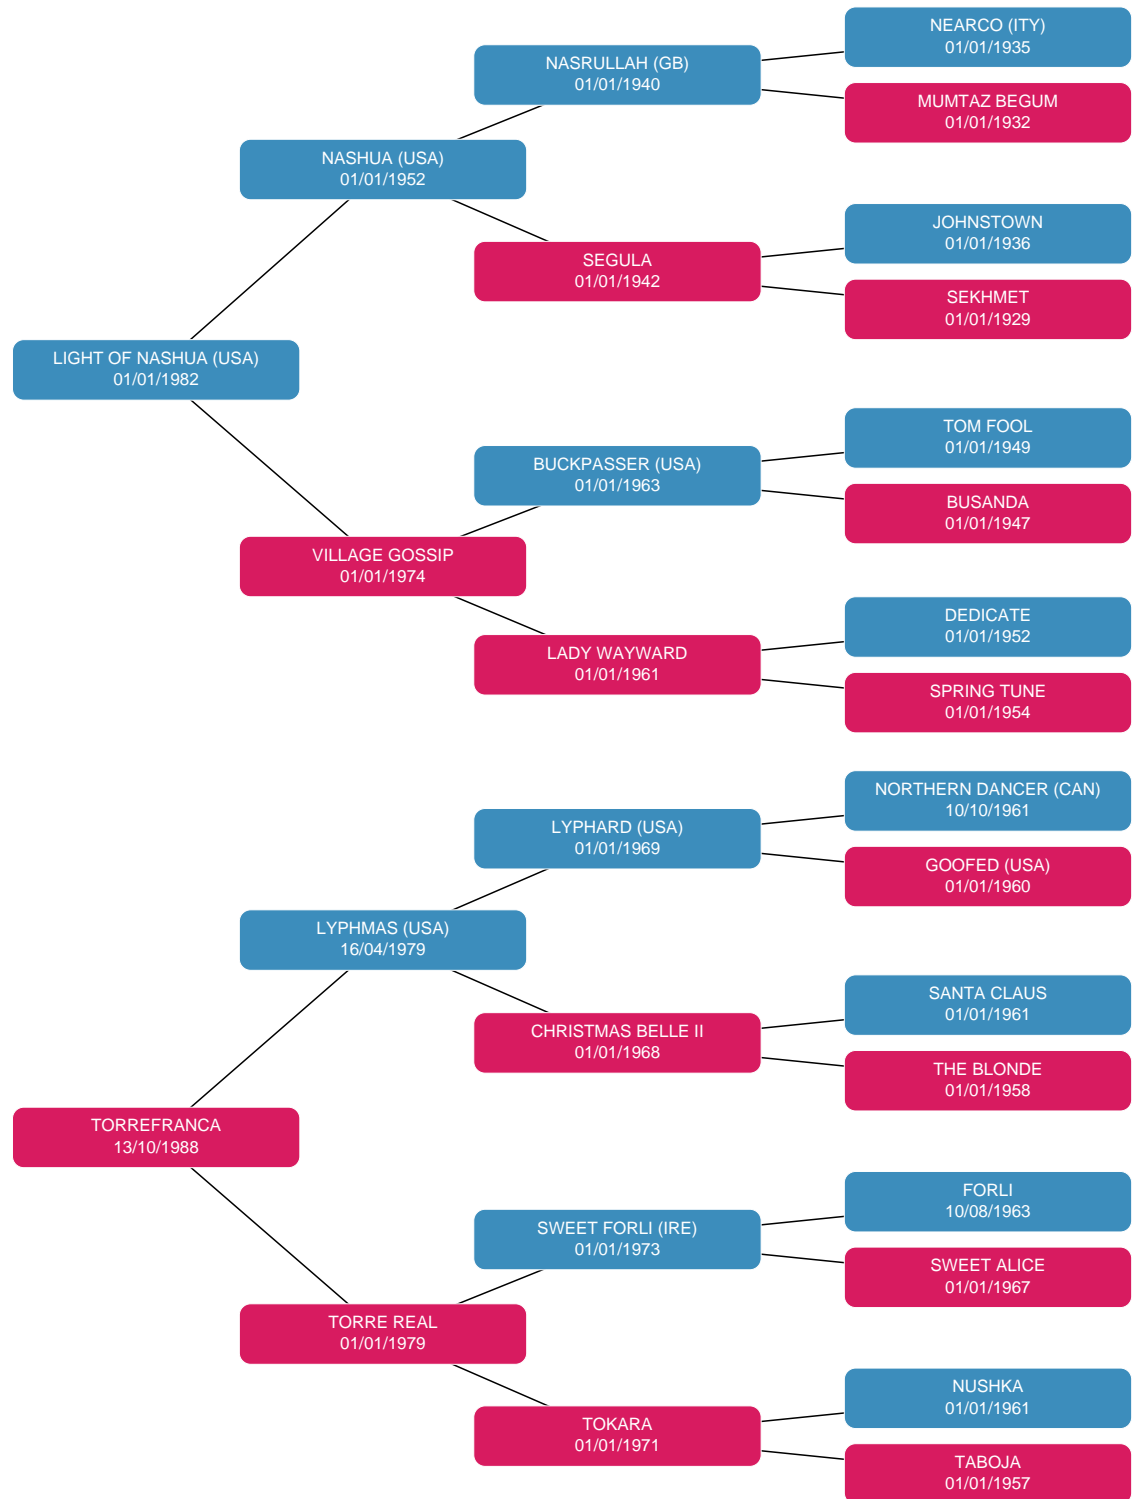 NEARCO (ITY)
01/01/1935
NASRULLAH (GB)
01/01/1940
MUMTAZ BEGUM
01/01/1932
NASHUA (USA)
01/01/1952
JOHNSTOWN
01/01/1936
SEGULA
01/01/1942
SEKHMET
01/01/1929
LIGHT OF NASHUA (USA)
01/01/1982
TOM FOOL
01/01/1949
BUCKPASSER (USA)
01/01/1963
BUSANDA
01/01/1947
VILLAGE GOSSIP
01/01/1974
DEDICATE
01/01/1952
LADY WAYWARD
01/01/1961
SPRING TUNE
01/01/1954
NORTHERN DANCER (CAN)
10/10/1961
LYPHARD (USA)
01/01/1969
GOOFED (USA)
01/01/1960
LYPHMAS (USA)
16/04/1979
SANTA CLAUS
01/01/1961
CHRISTMAS BELLE II
01/01/1968
THE BLONDE
01/01/1958
TORREFRANCA
13/10/1988
FORLI
10/08/1963
SWEET FORLI (IRE)
01/01/1973
SWEET ALICE
01/01/1967
TORRE REAL
01/01/1979
NUSHKA
01/01/1961
TOKARA
01/01/1971
TABOJA
01/01/1957